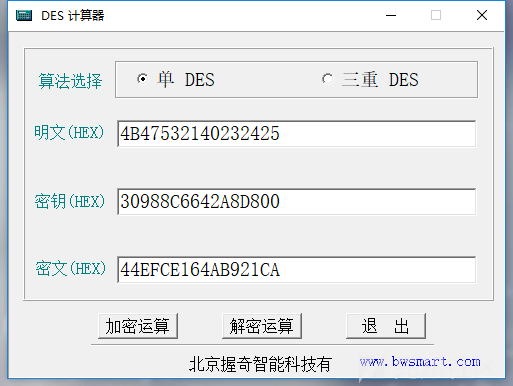 DES 计算器
算法选择 单 DES 三重 DES
明文(HEX) 4B47532140232425
密钥(HEX) 30988C6642A8D800
密文(HEX) 44EFCE164AB921CA
加密运算 解密运算 退 出
北京握奇智能科技有 www.bwsmart.com